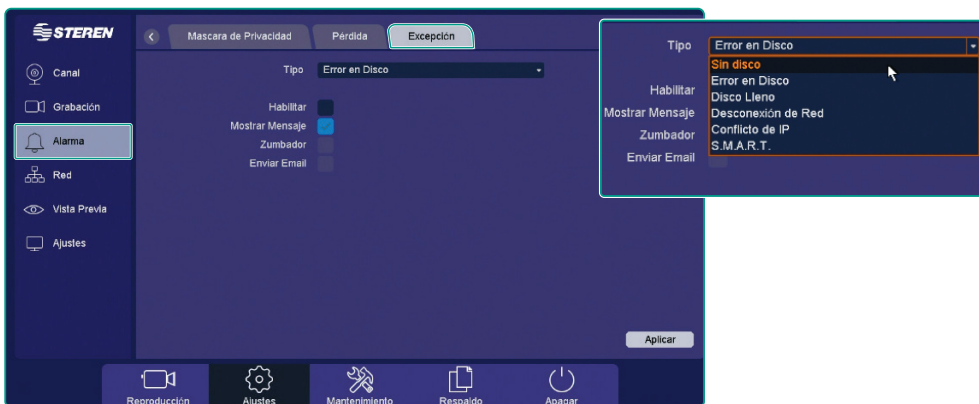 STEREN
Mascara de Privacidad
Pérdida
Excepción
Canal
Grabación
Alarma
Red
Vista Previa
Ajustes
Tipo
Error en Disco
Habilitar
Mostrar Mensaje
Zumbador
Enviar Email
Aplicar
Reproducción
Ajustes
Mantenimiento
Respaldo
Apagar
Tipo
Error en Disco
Sin disco
Error en Disco
Disco Lleno
Desconexión de Red
Conflicto de IP
S.M.A.R.T.
Habilitar
Mostrar Mensaje
Zumbador
Enviar Email